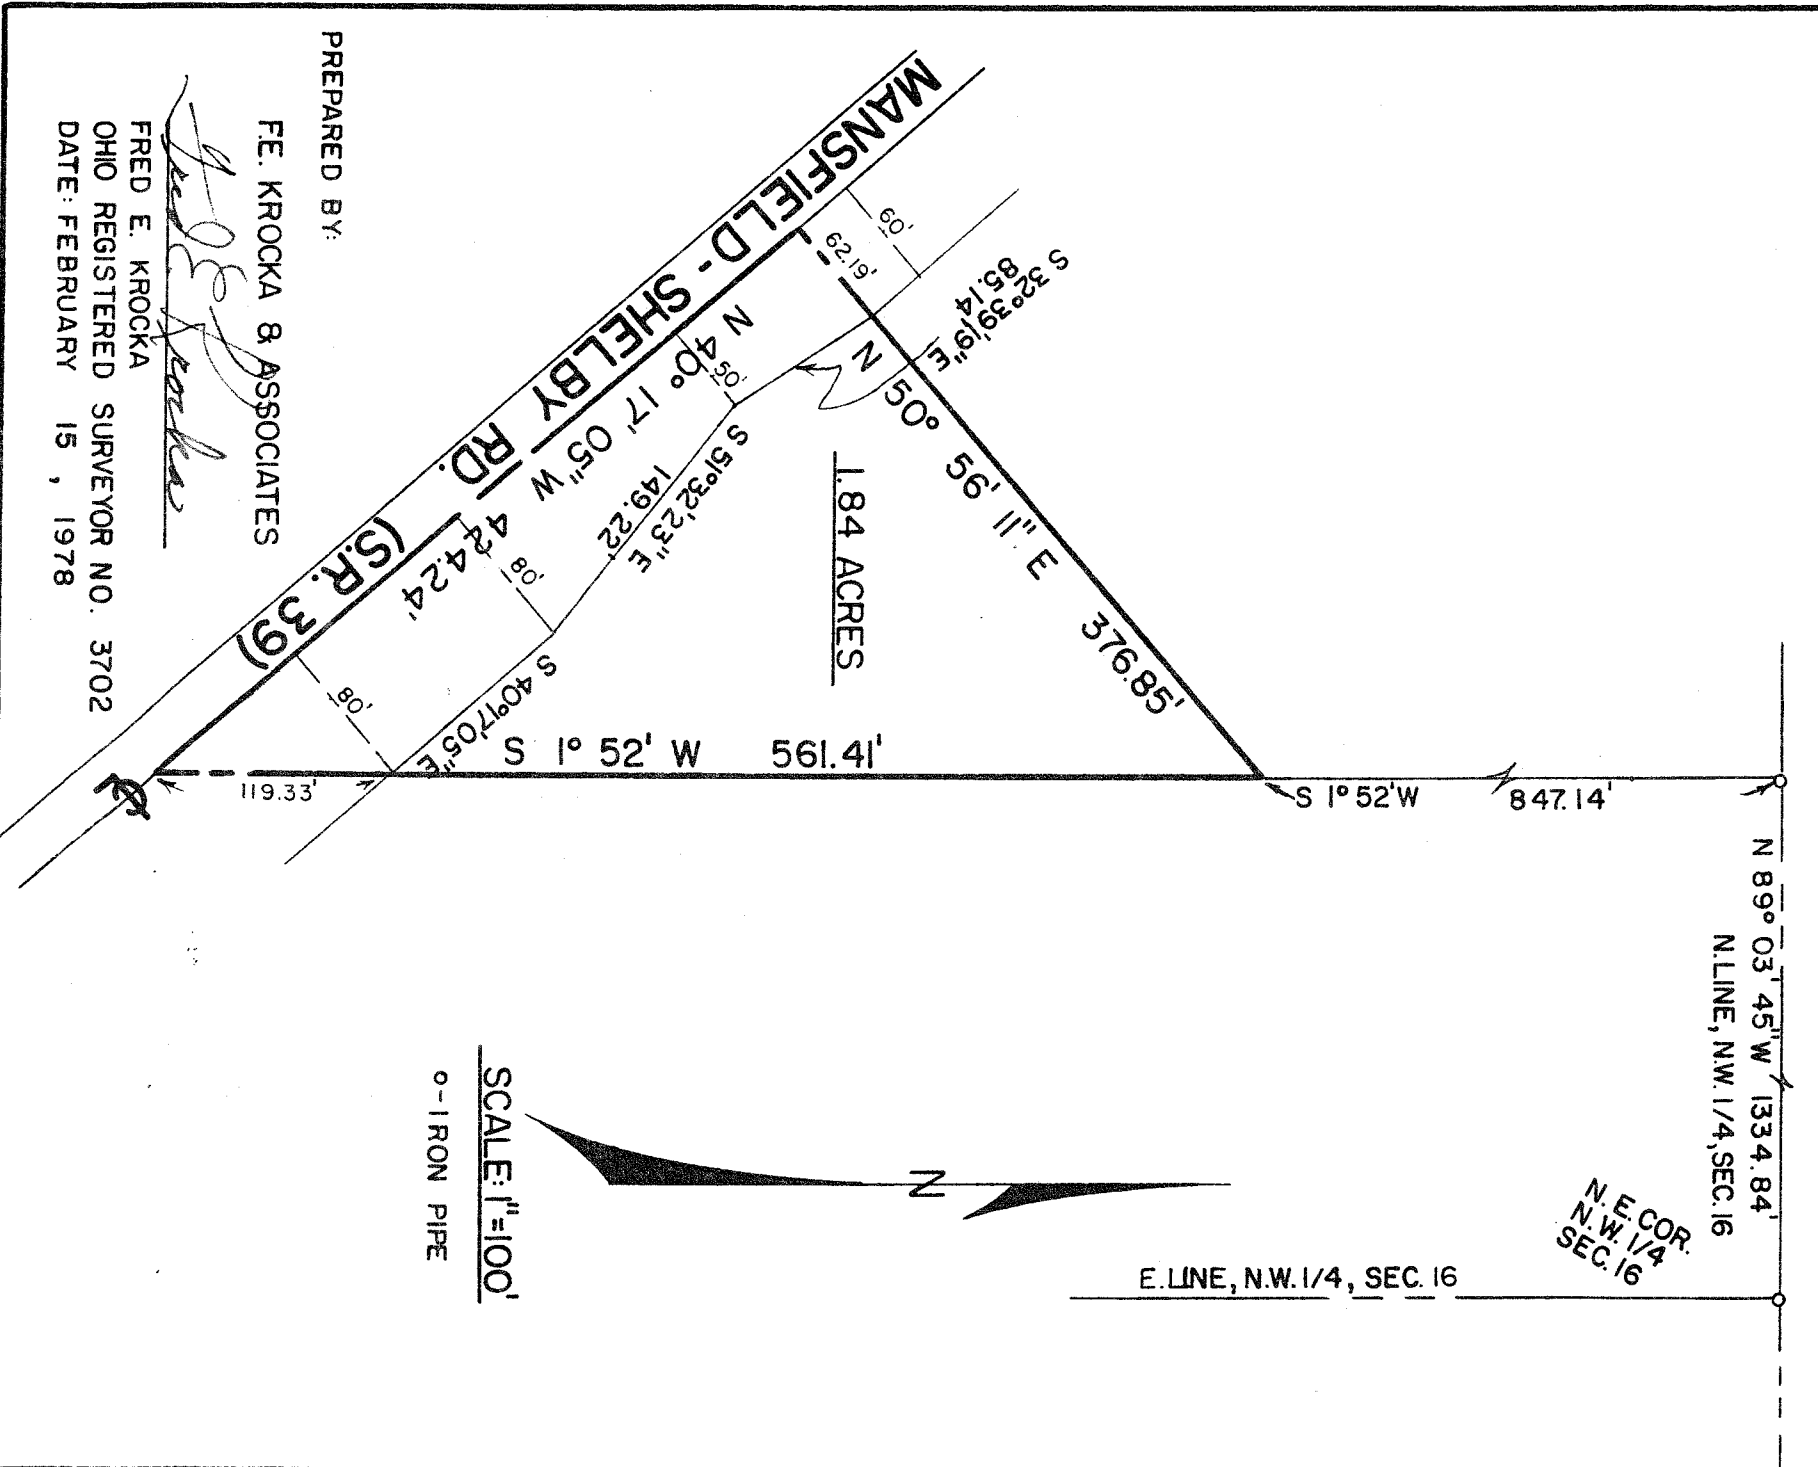 PREPARED BY:
F.E. KROCKA & ASSOCIATES
Fred E. Krocka
FRED E. KROCKA
OHIO REGISTERED SURVEYOR NO. 3702
DATE: FEBRUARY 15, 1978
MANSFIELD - SHELBY RD.
(S.R. 39)
60'
62.19'
S 32°39'19" E
85.14
N 50° 56' 11" E 376.85'
50'
N 40° 17' 05" W 424.24'
S 51°32'23" E
149.22'
80'
80'
S 40°17'05" E
1.84 ACRES
S 1° 52' W 561.41'
119.33'
S 1° 52' W 847.14'
N 89° 03' 45" W 1334.84'
N. LINE, N.W. 1/4, SEC. 16
N. E. COR.
N. W. 1/4
SEC. 16
E. LINE, N.W. 1/4, SEC. 16
N
SCALE: 1"=100'
o-IRON PIPE